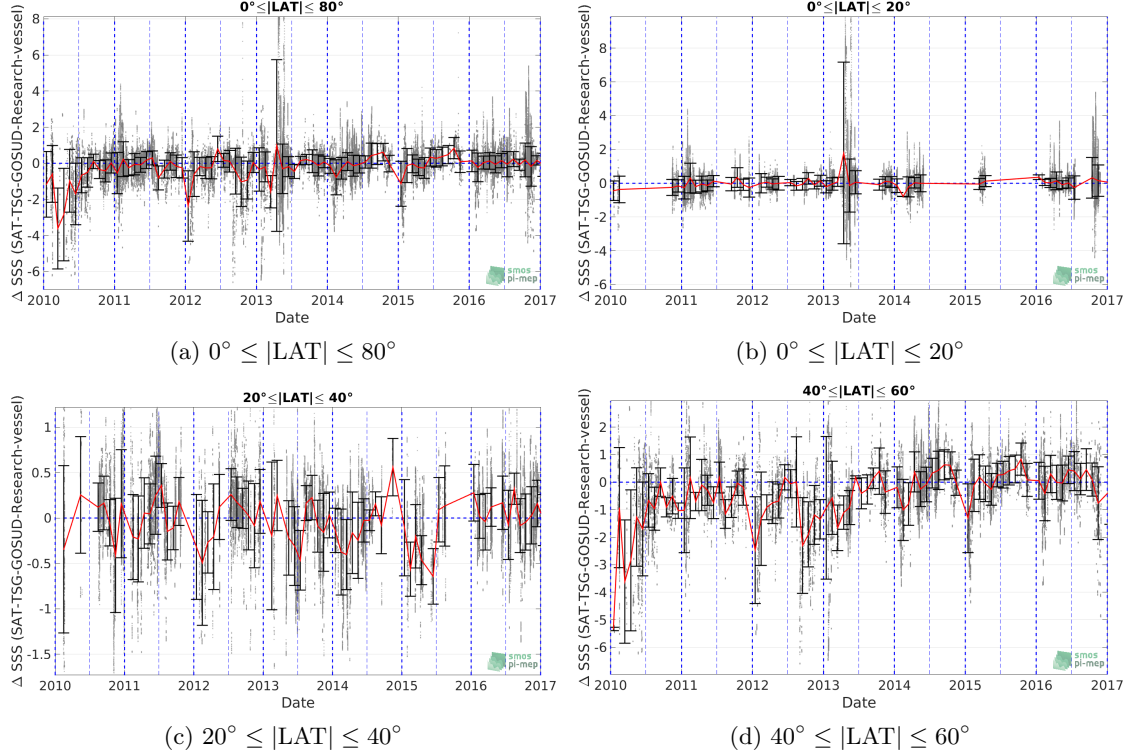 0°≤|LAT|≤ 80°
Δ SSS (SAT-TSG-GOSUD-Research-vessel)
8
6
4
2
0
-2
-4
-6
2010 2011 2012 2013 2014 2015 2016 2017
Date
smos
pi-mep
(a) 0° ≤ |LAT| ≤ 80°
0°≤|LAT|≤ 20°
Δ SSS (SAT-TSG-GOSUD-Research-vessel)
8
6
4
2
0
-2
-4
-6
2010 2011 2012 2013 2014 2015 2016 2017
Date
smos
pi-mep
(b) 0° ≤ |LAT| ≤ 20°
20°≤|LAT|≤ 40°
Δ SSS (SAT-TSG-GOSUD-Research-vessel)
1
0.5
0
-0.5
-1
-1.5
2010 2011 2012 2013 2014 2015 2016 2017
Date
smos
pi-mep
(c) 20° ≤ |LAT| ≤ 40°
40°≤|LAT|≤ 60°
Δ SSS (SAT-TSG-GOSUD-Research-vessel)
2
1
0
-1
-2
-3
-4
-5
-6
2010 2011 2012 2013 2014 2015 2016 2017
Date
smos
pi-mep
(d) 40° ≤ |LAT| ≤ 60°